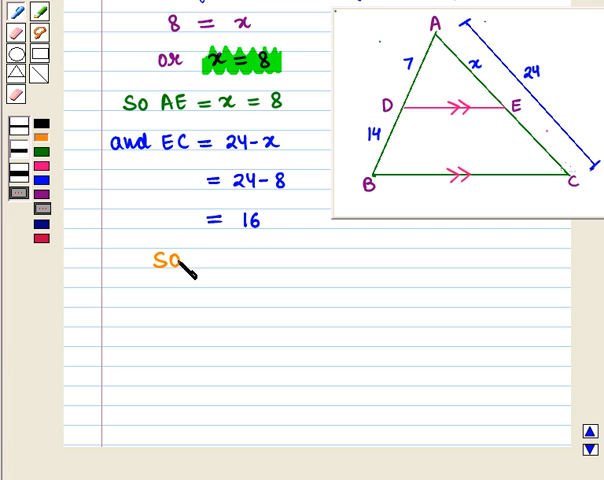 8 = x
or x = 8
So AE = x = 8
and EC = 24 - x
= 24 - 8
= 16
So
A
7
x
24
D
E
14
B
C